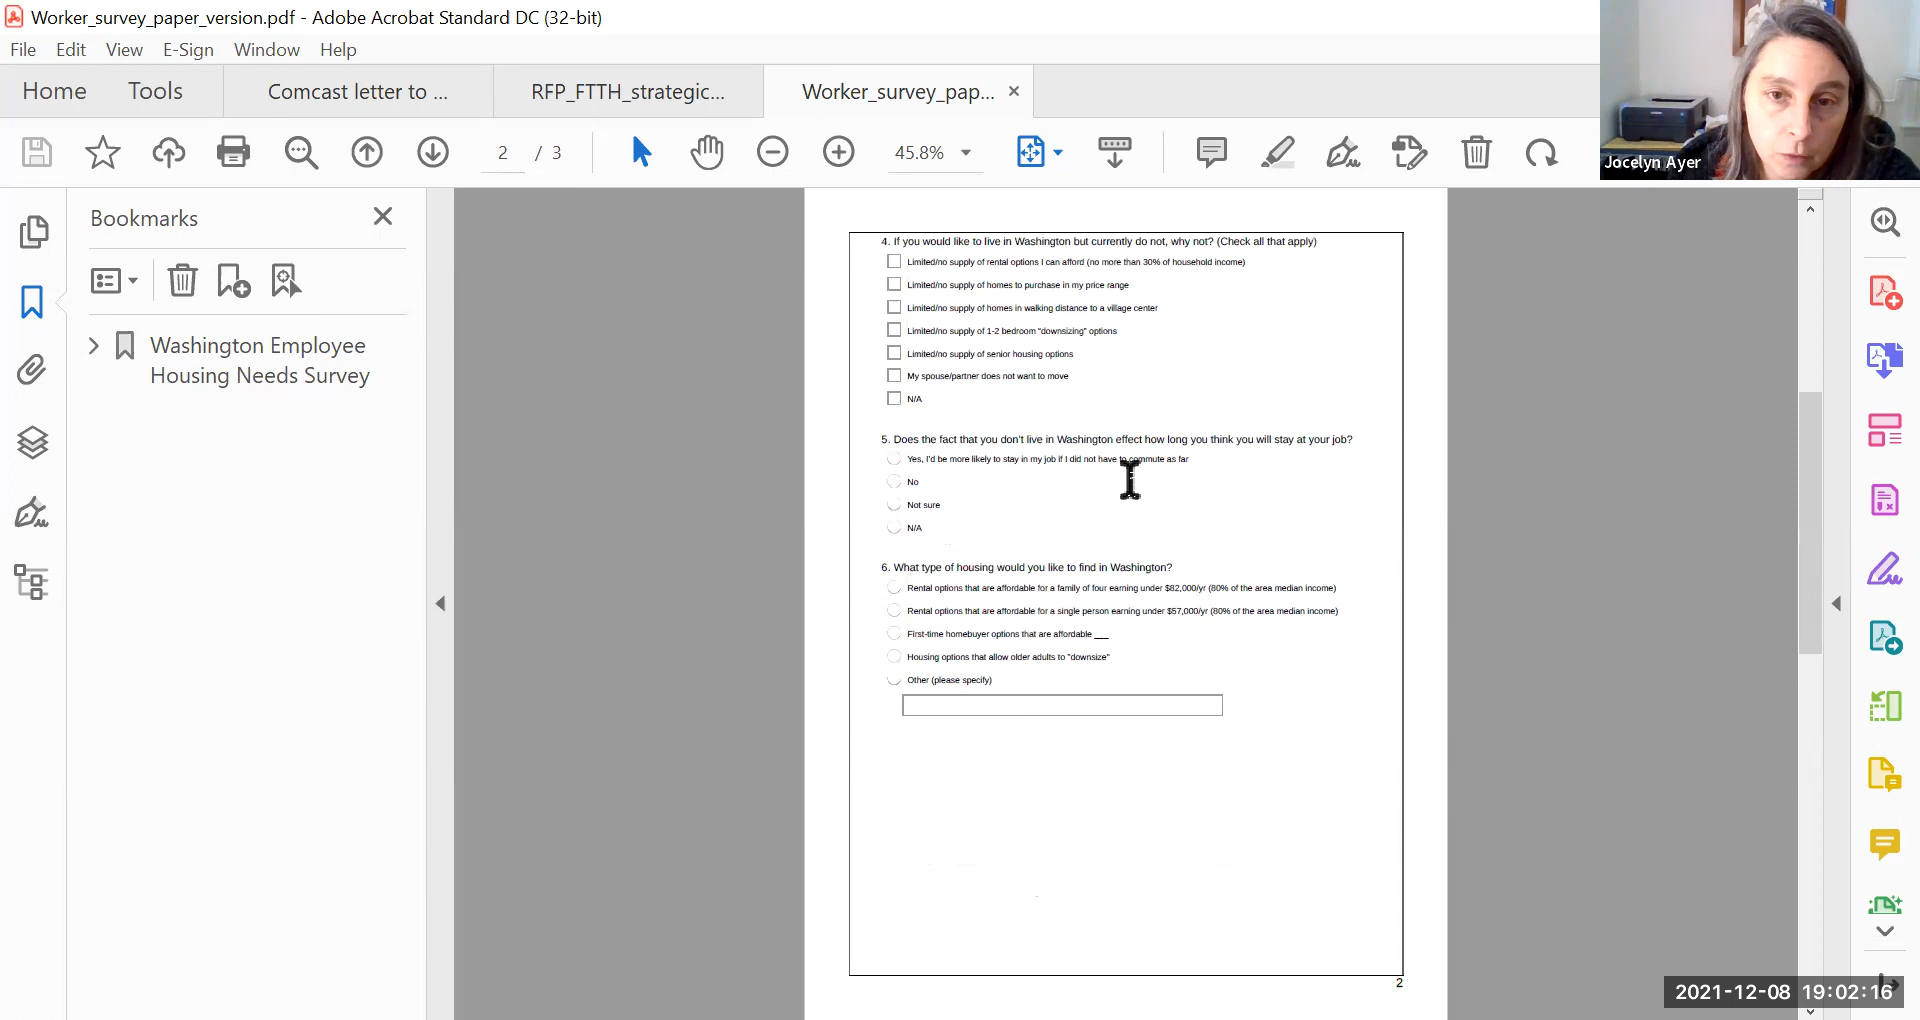 Worker_survey_paper_version.pdf - Adobe Acrobat Standard DC (32-bit)
File Edit View E-Sign Window Help
Home Tools Comcast letter to ... RFP_FTTH_strategic... Worker_survey_pap...
2 / 3 45.8%
Jocelyn Ayer
Bookmarks
Washington Employee
Housing Needs Survey
4. If you would like to live in Washington but currently do not, why not? (Check all that apply)
Limited/no supply of rental options I can afford (no more than 30% of household income)
Limited/no supply of homes to purchase in my price range
Limited/no supply of homes in walking distance to a village center
Limited/no supply of 1-2 bedroom "downsizing" options
Limited/no supply of senior housing options
My spouse/partner does not want to move
N/A
5. Does the fact that you don't live in Washington effect how long you think you will stay at your job?
Yes, I'd be more likely to stay in my job if I did not have to commute as far
No
Not sure
N/A
6. What type of housing would you like to find in Washington?
Rental options that are affordable for a family of four earning under $82,000/yr (80% of the area median income)
Rental options that are affordable for a single person earning under $57,000/yr (80% of the area median income)
First-time homebuyer options that are affordable ___
Housing options that allow older adults to "downsize"
Other (please specify)
2
2021-12-08 19:02:16